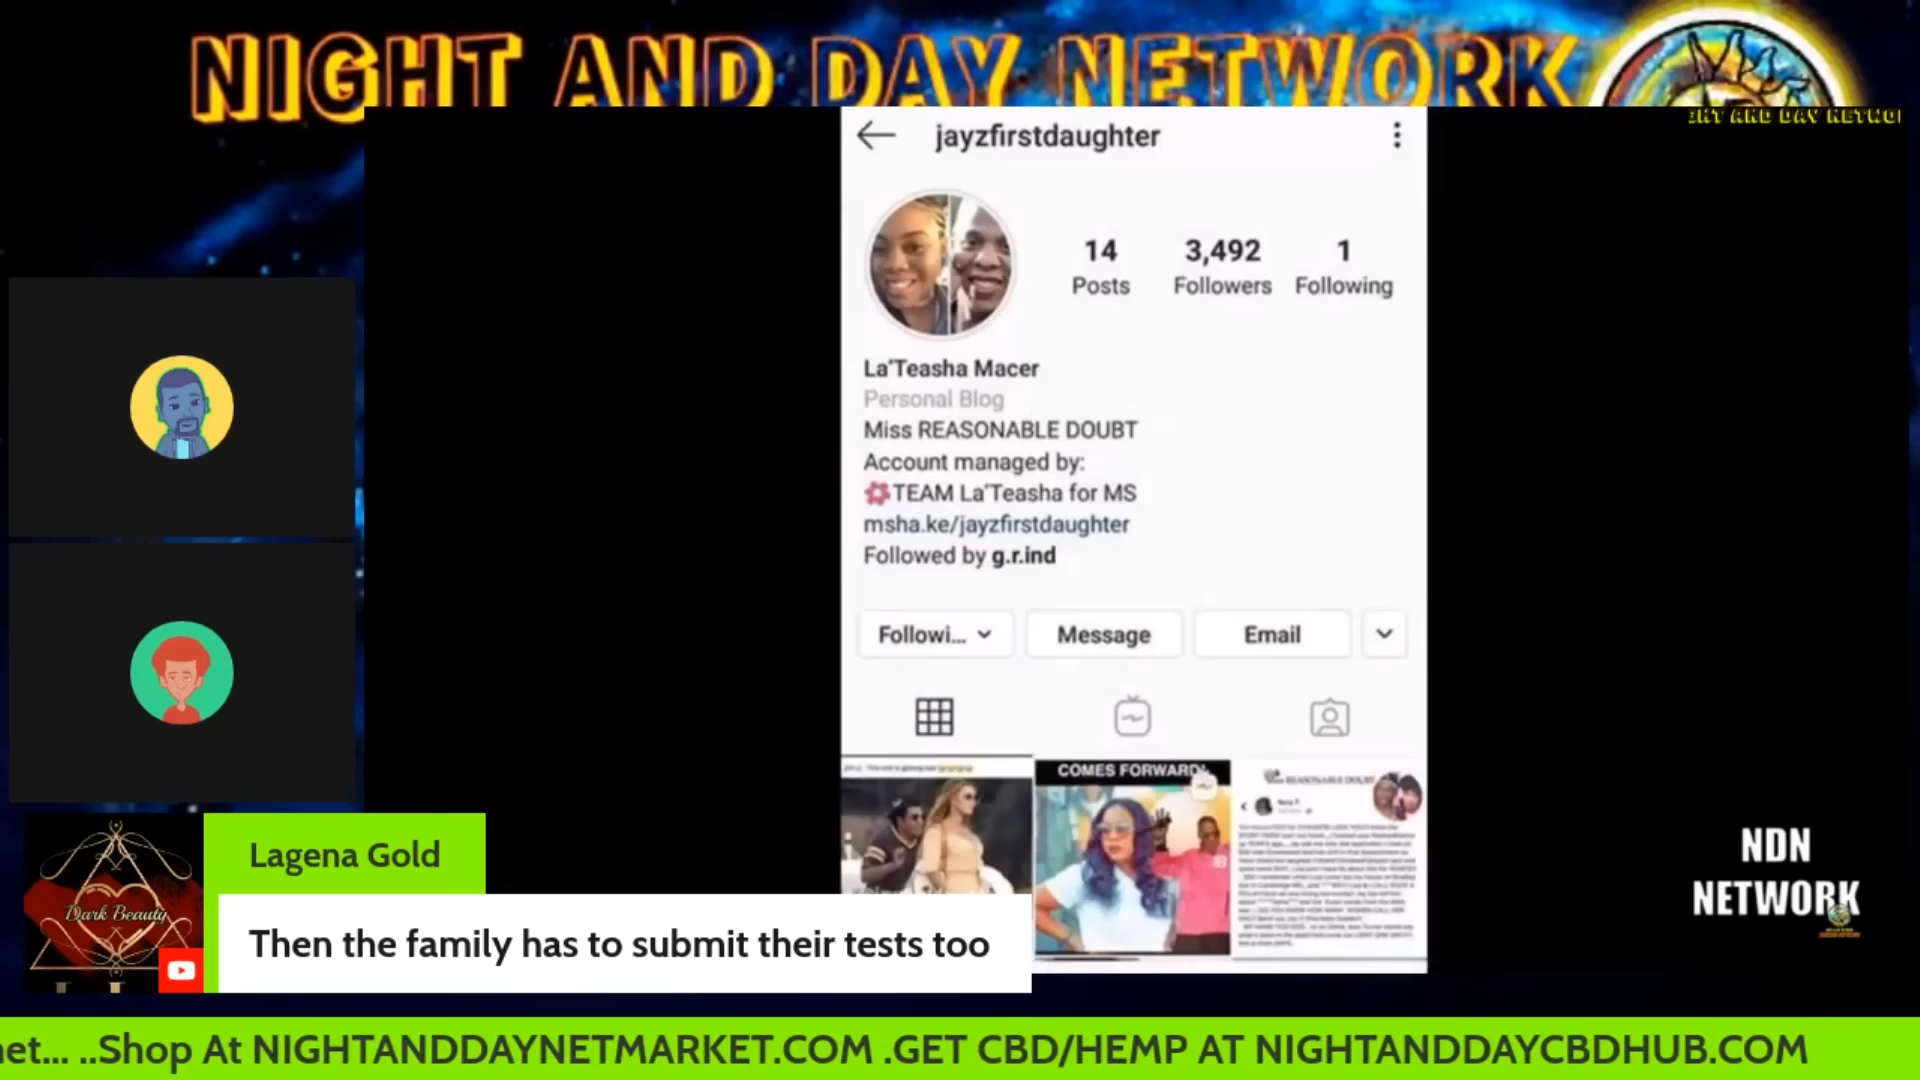 NIGHT AND DAY NETWORK
jayzfirstdaughter
14
Posts
3,492
Followers
1
Following
La'Teasha Macer
Personal Blog
Miss REASONABLE DOUBT
Account managed by:
TEAM La'Teasha for MS
msha.ke/jayzfirstdaughter
Followed by g.r.ind
Followi...
Message
Email
COMES FORWARD!
REASONABLE DOUBT
Dark Beauty
Lagena Gold
Then the family has to submit their tests too
NDN
NETWORK
net... ..Shop At NIGHTANDDAYNETMARKET.COM .GET CBD/HEMP AT NIGHTANDDAYCBDHUB.COM